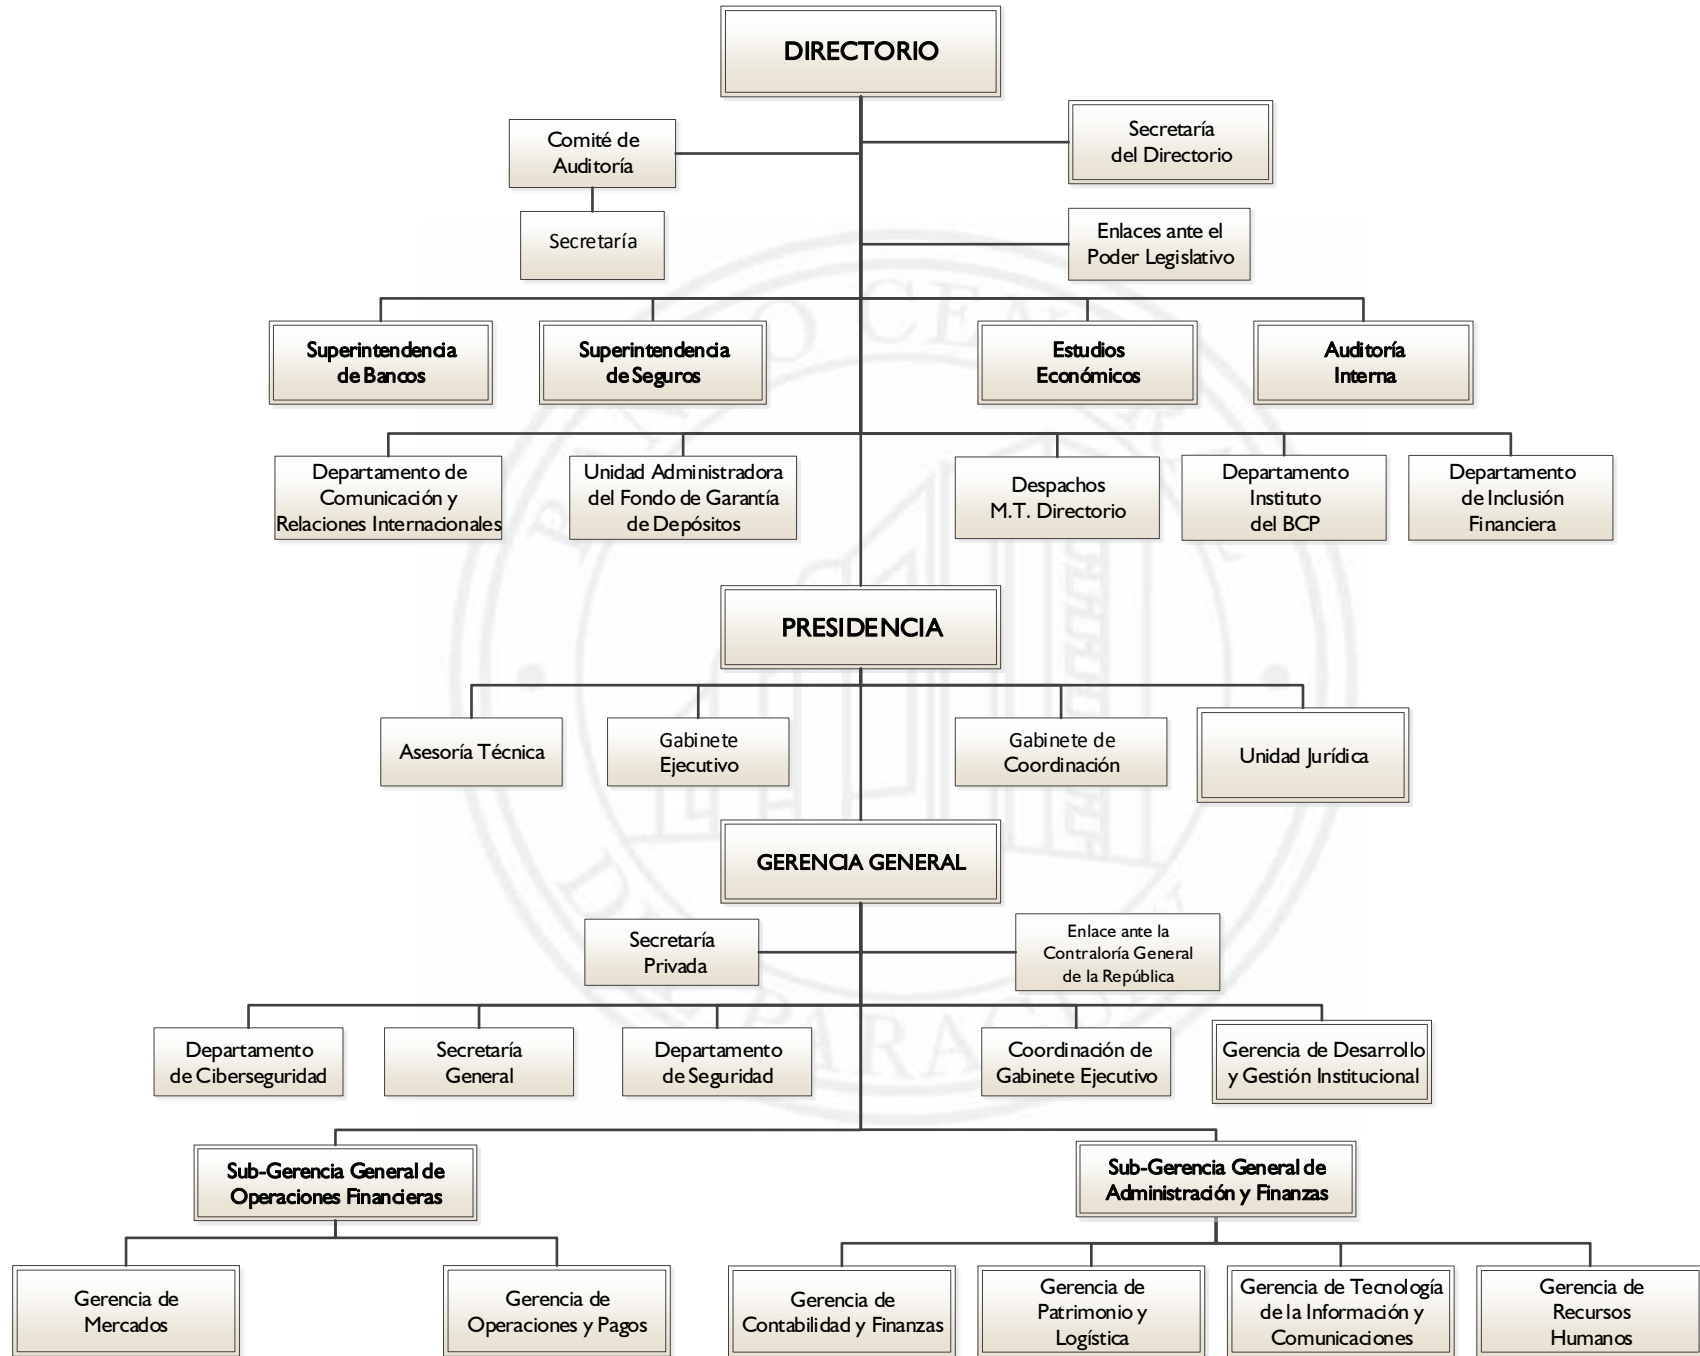 DIRECTORIO
Comité de
Auditoría
Secretaría
del Directorio
Secretaría
Enlaces ante el
Poder Legislativo
Superintendencia
de Bancos
Superintendencia
de Seguros
Estudios
Económicos
Auditoría
Interna
Departamento de
Comunicación y
Relaciones Internacionales
Unidad Administradora
del Fondo de Garantía
de Depósitos
Despachos
M.T. Directorio
Departamento
Instituto
del BCP
Departamento
de Inclusión
Financiera
PRESIDENCIA
Asesoría Técnica
Gabinete
Ejecutivo
Gabinete de
Coordinación
Unidad Jurídica
GERENCIA GENERAL
Secretaría
Privada
Enlace ante la
Contraloría General
de la República
Departamento
de Ciberseguridad
Secretaría
General
Departamento
de Seguridad
Coordinación de
Gabinete Ejecutivo
Gerencia de Desarrollo
y Gestión Institucional
Sub-Gerencia General de
Operaciones Financieras
Sub-Gerencia General de
Administración y Finanzas
Gerencia de
Mercados
Gerencia de
Operaciones y Pagos
Gerencia de
Contabilidad y Finanzas
Gerencia de
Patrimonio y
Logística
Gerencia de Tecnología
de la Información y
Comunicaciones
Gerencia de
Recursos
Humanos
BANCO CENTRAL
DEL PARAGUAY